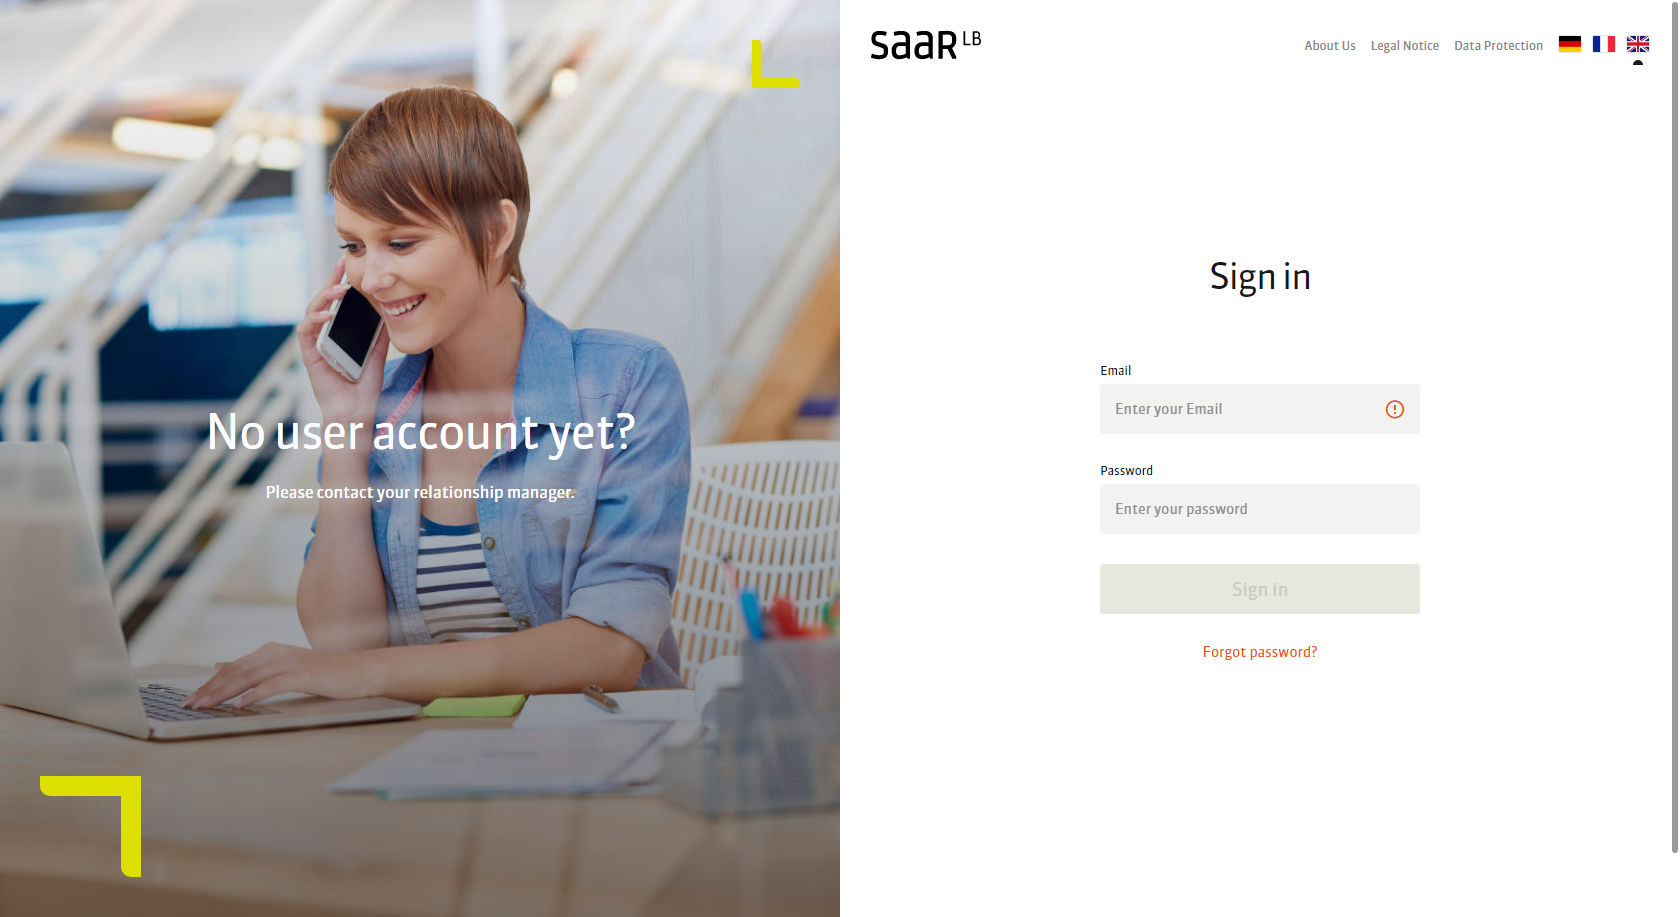 No user account yet?
Please contact your relationship manager.
saaR LB
About Us
Legal Notice
Data Protection
Sign in
Email
Enter your Email
Password
Enter your password
Sign in
Forgot password?